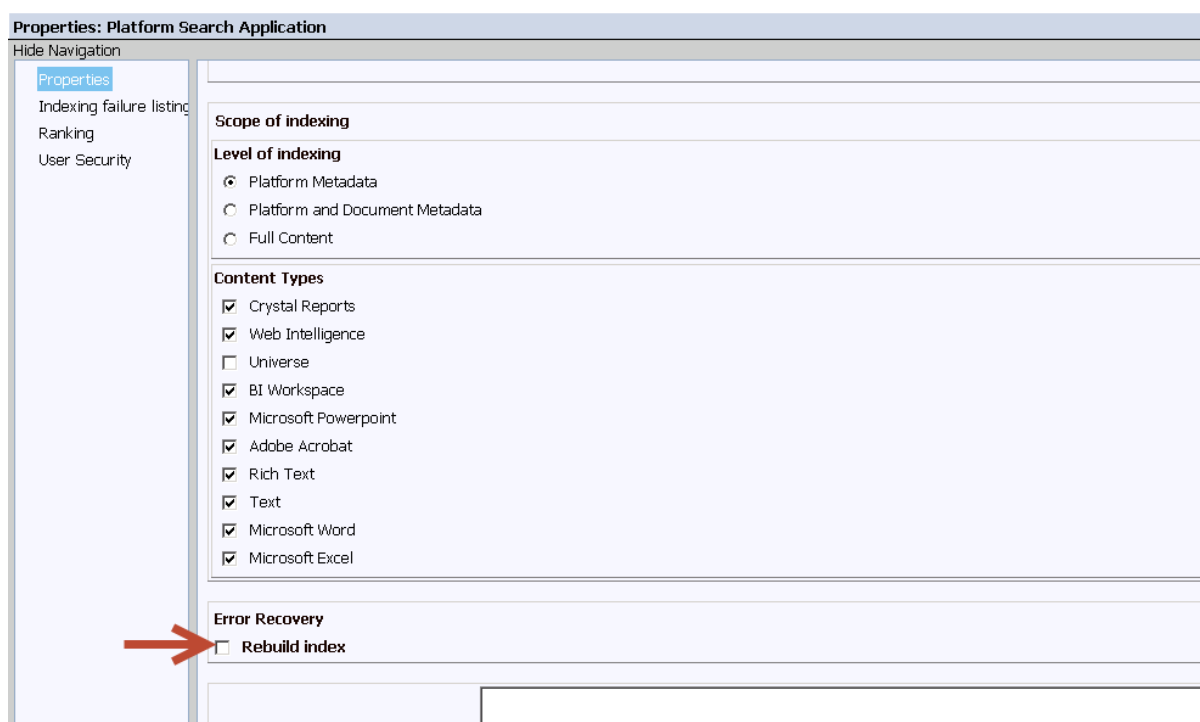 Properties: Platform Search Application
Hide Navigation
Properties
Indexing failure listing
Ranking
User Security
Scope of indexing
Level of indexing
Platform Metadata
Platform and Document Metadata
Full Content
Content Types
Crystal Reports
Web Intelligence
Universe
BI Workspace
Microsoft Powerpoint
Adobe Acrobat
Rich Text
Text
Microsoft Word
Microsoft Excel
Error Recovery
Rebuild index